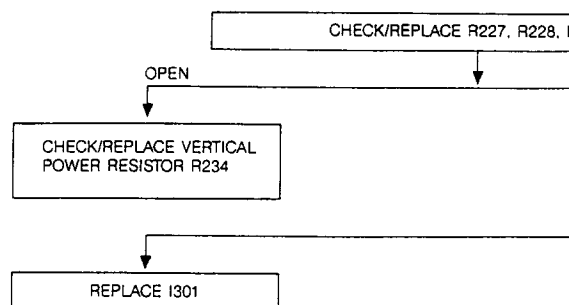 CHECK/REPLACE R227, R228,
OPEN
CHECK/REPLACE VERTICAL
POWER RESISTOR R234
REPLACE I301